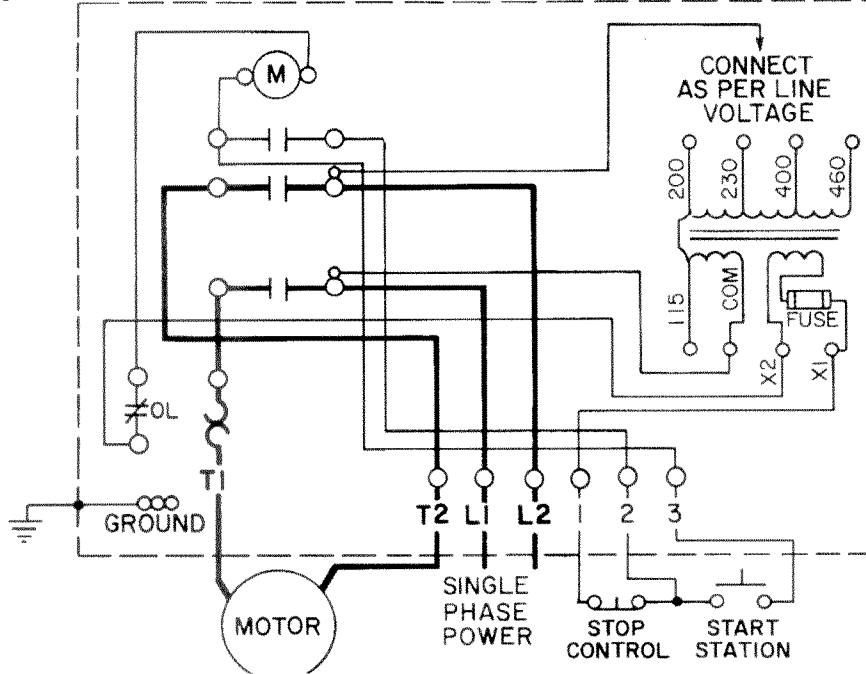 M
CONNECT
AS PER LINE
VOLTAGE
200
230
400
460
115
COM
FUSE
X2
X1
OL
T1
GROUND
T2 L1 L2 1 2 3
MOTOR
SINGLE
PHASE
POWER
STOP
CONTROL
START
STATION